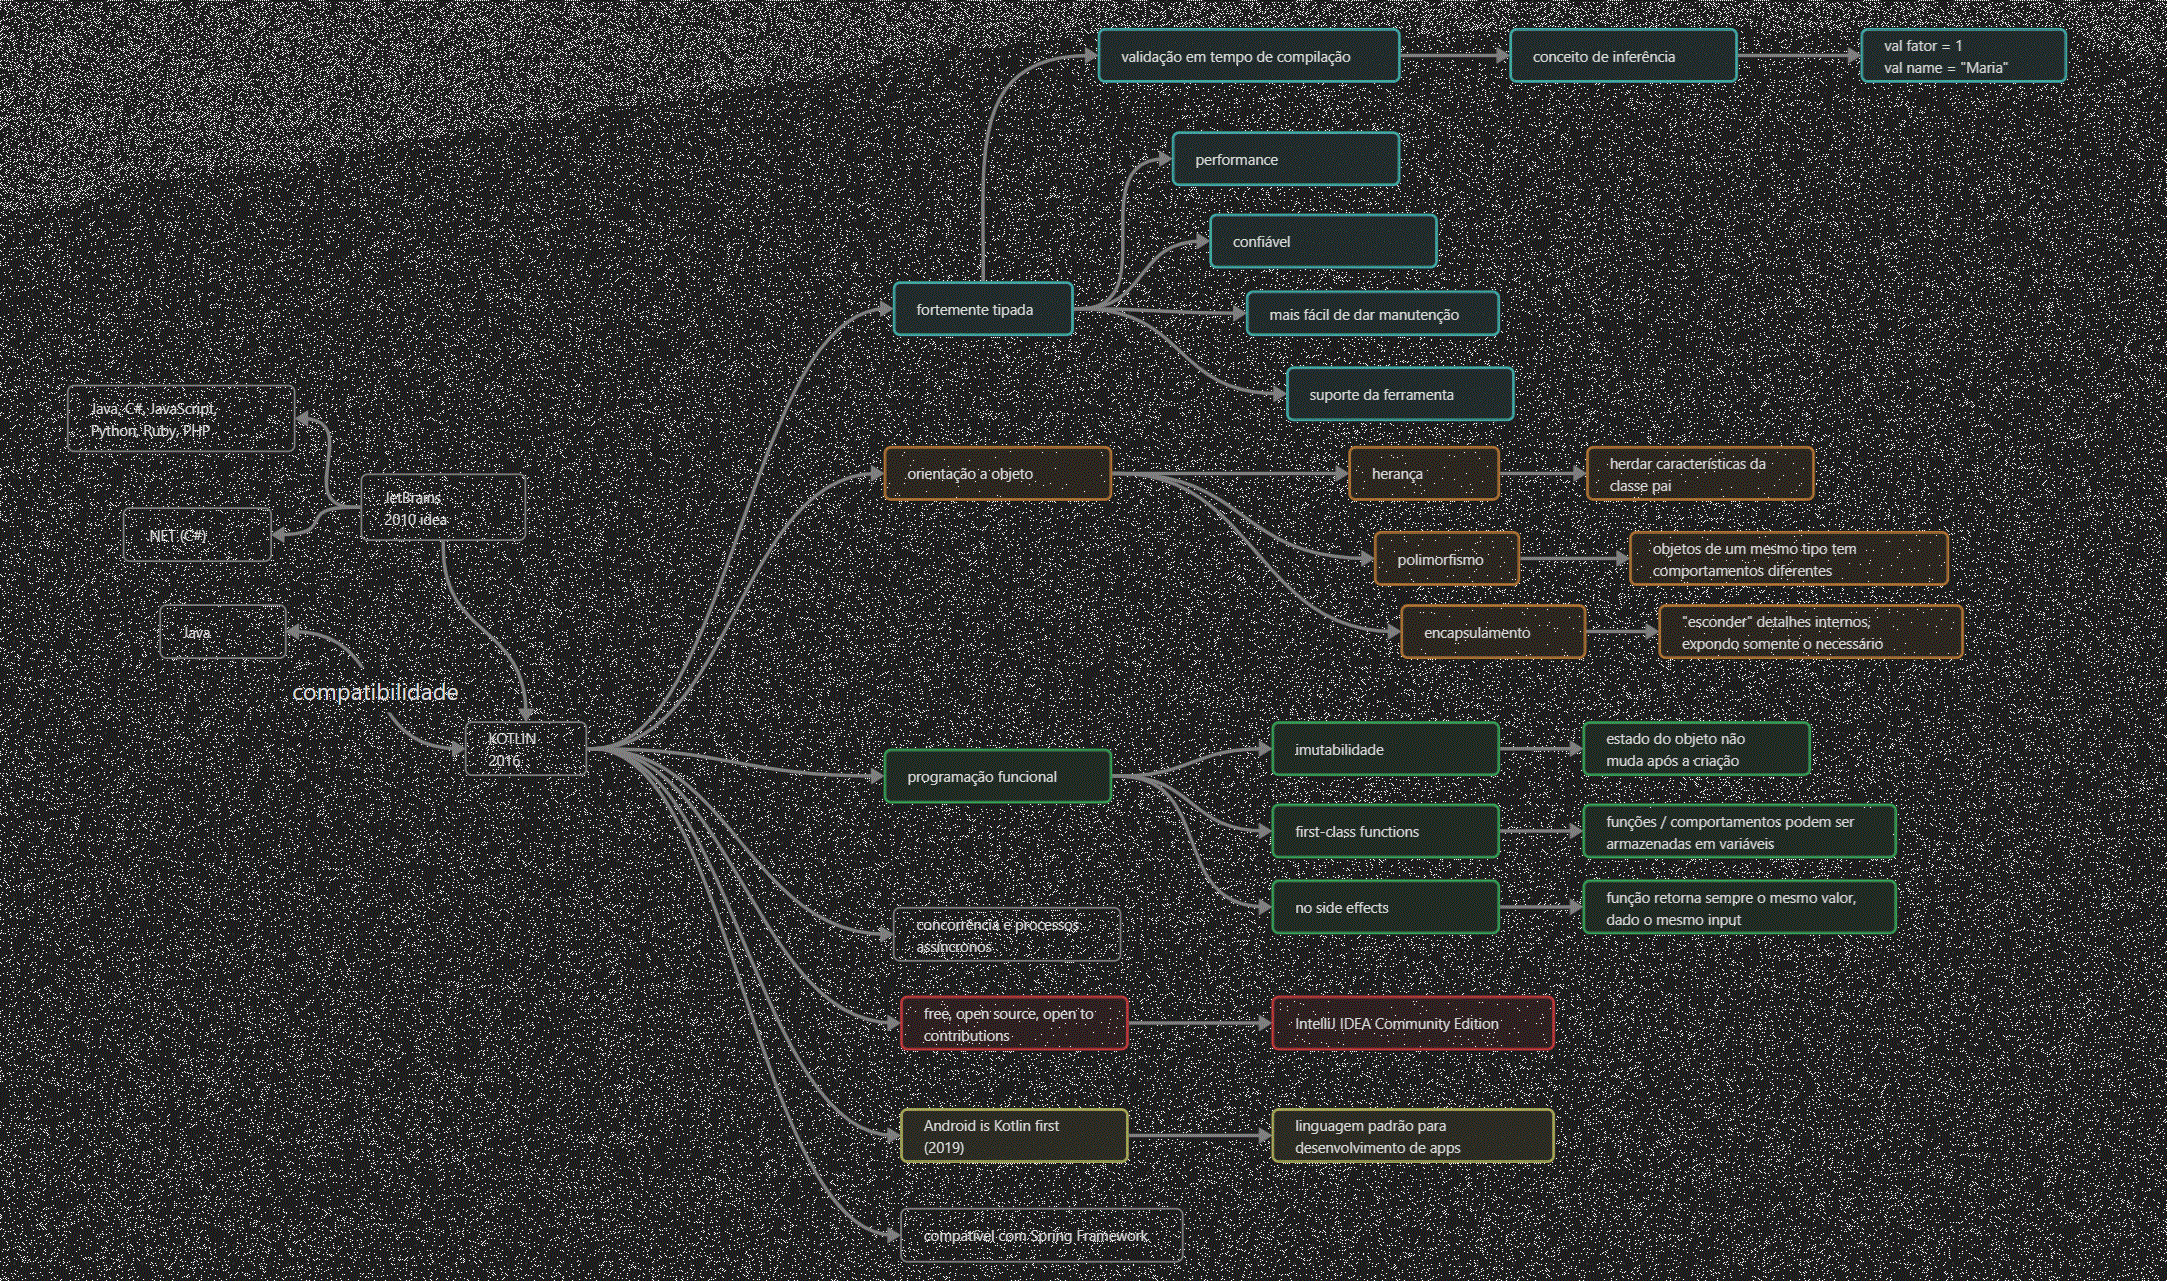 validação em tempo de compilação
conceito de inferência
val fator = 1
val name = "Maria"
performance
confiável
fortemente tipada
mais fácil de dar manutenção
suporte da ferramenta
Java, C#, JavaScript,
Python, Ruby, PHP
JetBrains
2010 idea
NET (C#)
Java
compatibilidade
KOTLIN
2016
orientação a objeto
herança
herdar características da
classe pai
polimorfismo
objetos de um mesmo tipo tem
comportamentos diferentes
encapsulamento
"esconder" detalhes internos,
expondo somente o necessário
programação funcional
imutabilidade
estado do objeto não
muda após a criação
first-class functions
funções / comportamentos podem ser
armazenadas em variáveis
no side effects
função retorna sempre o mesmo valor,
dado o mesmo input
concorrência e processos
assíncronos
free, open source, open to
contributions
IntelliJ IDEA Community Edition
Android is Kotlin first
(2019)
linguagem padrão para
desenvolvimento de apps
compatível com Spring Framework